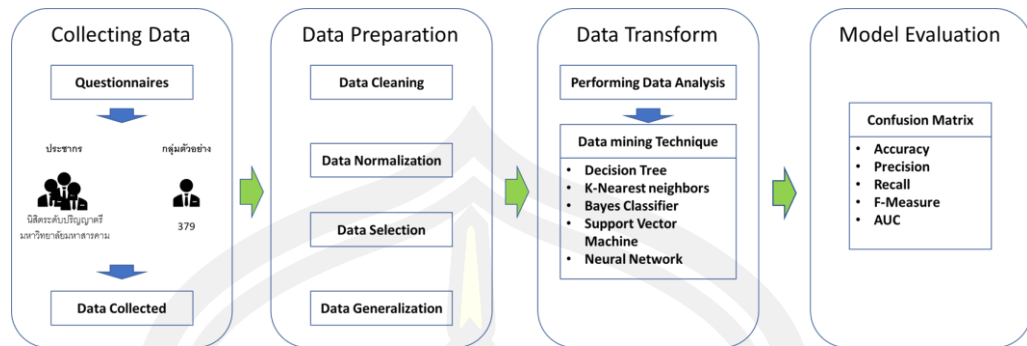 Collecting Data
Questionnaires
ประชากร
กลุ่มตัวอย่าง
นิสิตระดับปริญญาตรี
มหาวิทยาลัยมหาสารคาม
379
Data Collected
Data Preparation
Data Cleaning
Data Normalization
Data Selection
Data Generalization
Data Transform
Performing Data Analysis
Data mining Technique
• Decision Tree
• K-Nearest neighbors
• Bayes Classifier
• Support Vector
Machine
• Neural Network
Model Evaluation
Confusion Matrix
• Accuracy
• Precision
• Recall
• F-Measure
• AUC